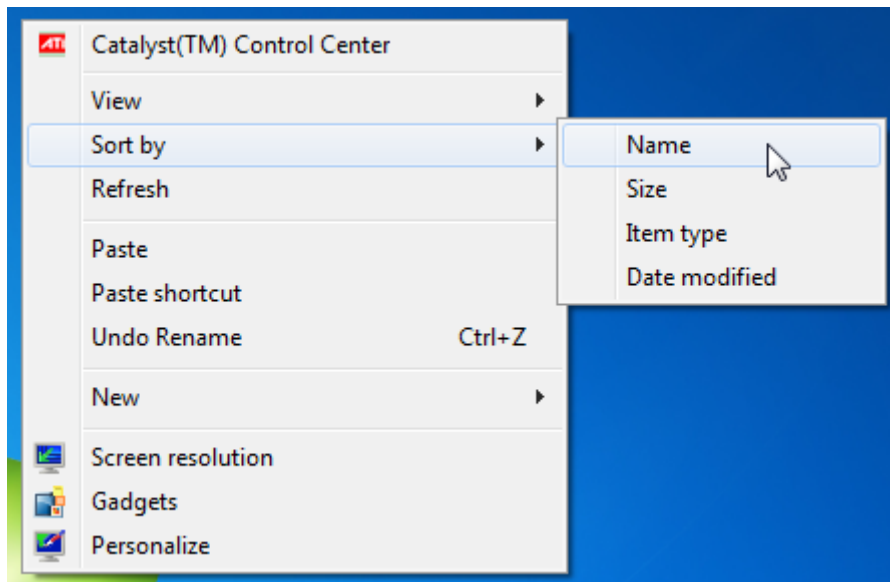 ATI
Catalyst(TM) Control Center
View
Sort by
Refresh
Paste
Paste shortcut
Undo Rename Ctrl+Z
New
Screen resolution
Gadgets
Personalize
Name
Size
Item type
Date modified